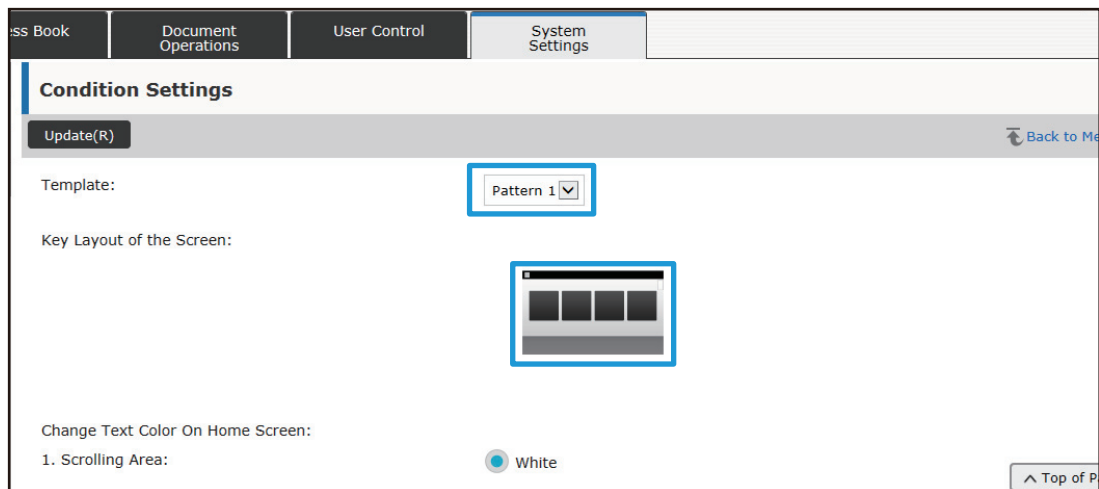 ss Book
Document
Operations
User Control
System
Settings
Condition Settings
Update(R)
Back to Me
Template:
Pattern 1
Key Layout of the Screen:
Change Text Color On Home Screen:
1. Scrolling Area:
White
Top of P